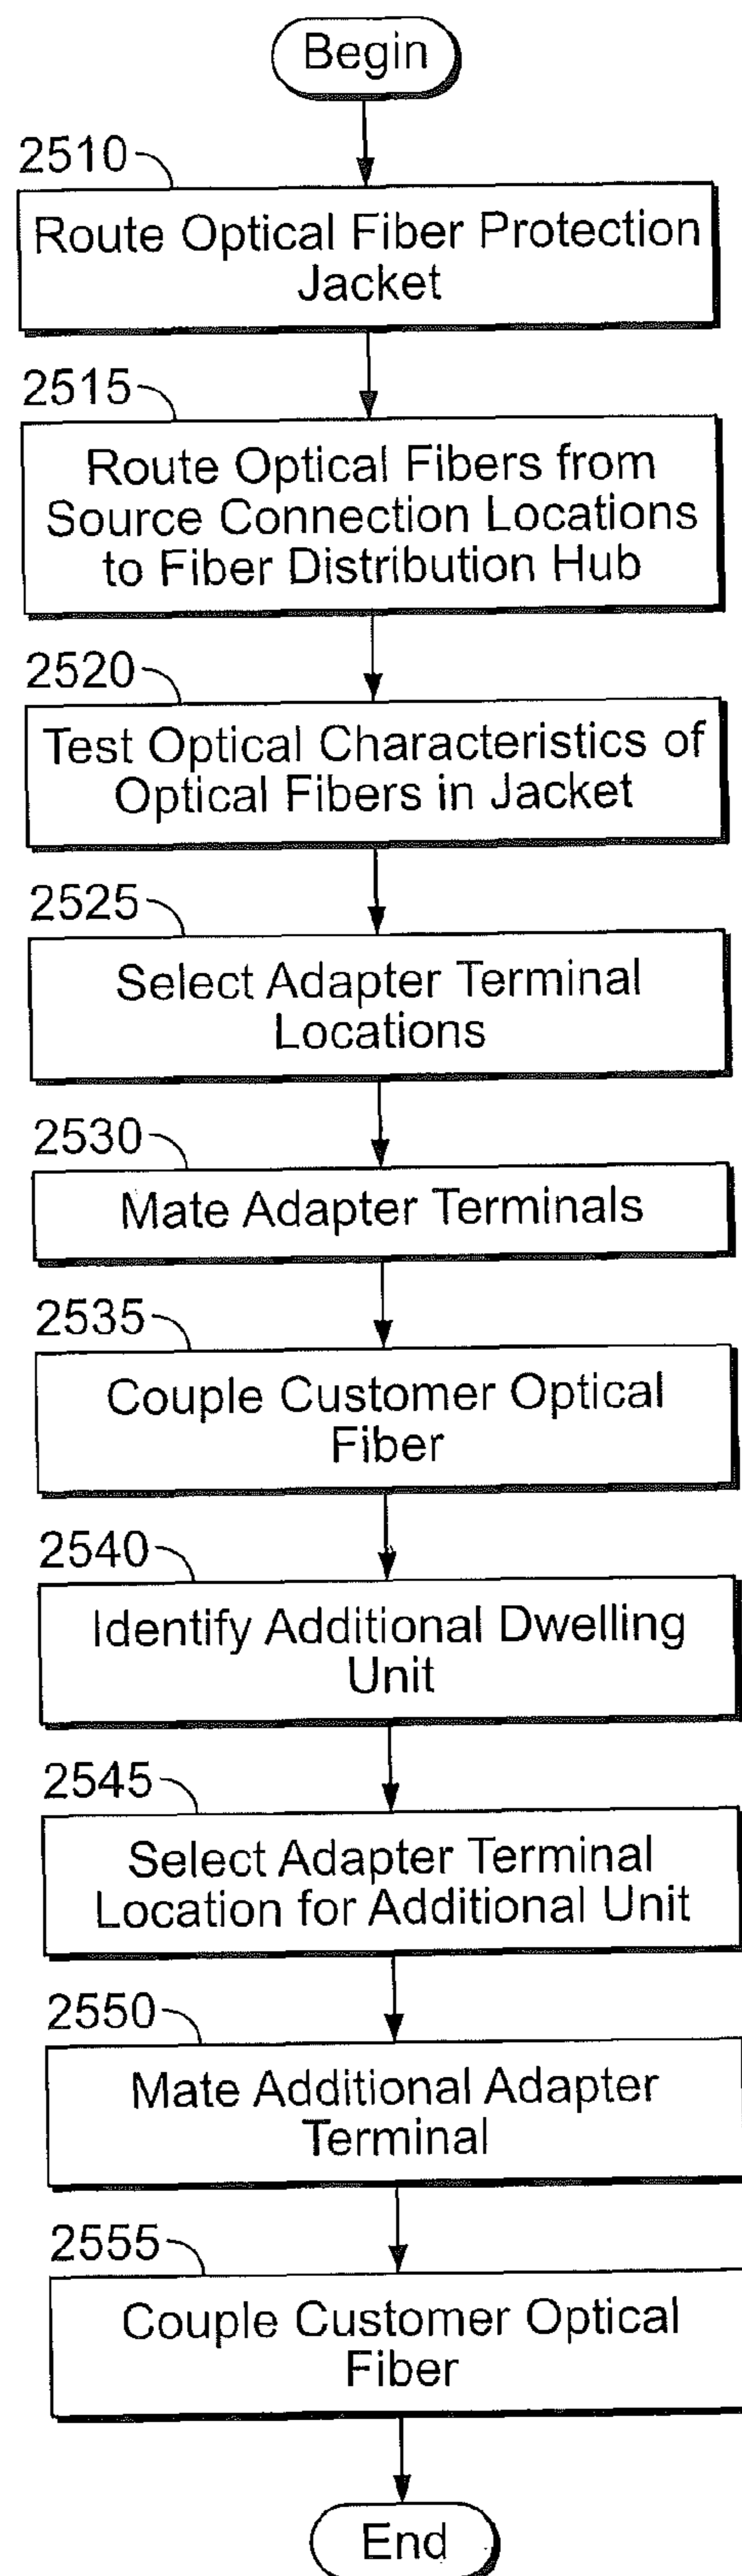 Begin
2510
Route Optical Fiber Protection
Jacket
2515
Route Optical Fibers from
Source Connection Locations
to Fiber Distribution Hub
2520
Test Optical Characteristics of
Optical Fibers in Jacket
2525
Select Adapter Terminal
Locations
2530
Mate Adapter Terminals
2535
Couple Customer Optical
Fiber
2540
Identify Additional Dwelling
Unit
2545
Select Adapter Terminal
Location for Additional Unit
2550
Mate Additional Adapter
Terminal
2555
Couple Customer Optical
Fiber
End